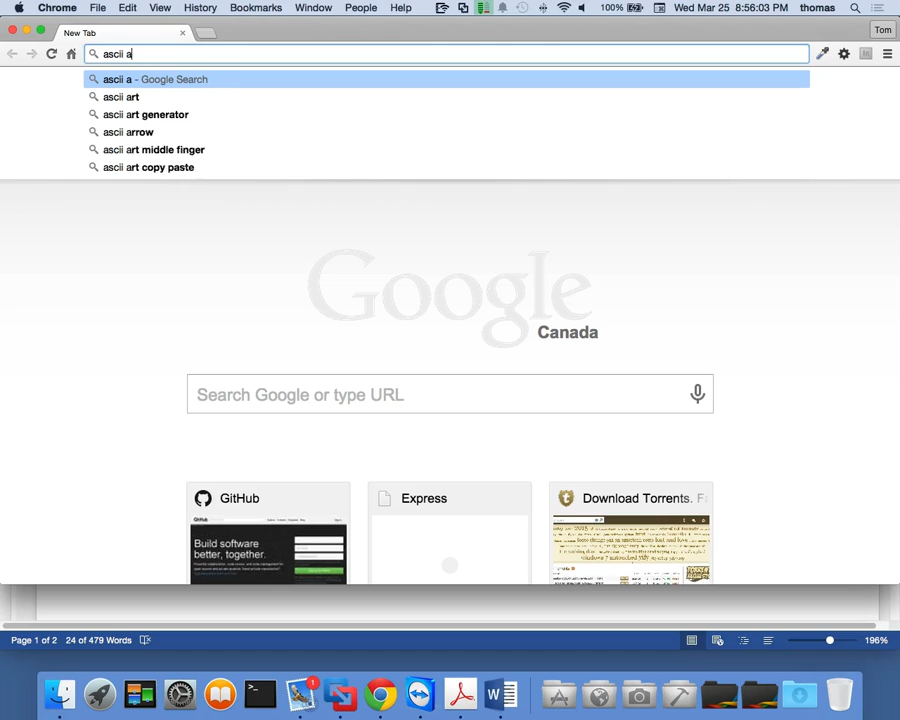 Chrome File Edit View History Bookmarks Window People Help 100% Wed Mar 25 8:56:03 PM thomas
New Tab
Tom
ascii a
ascii a - Google Search
ascii art
ascii art generator
ascii arrow
ascii art middle finger
ascii art copy paste
Google
Canada
Search Google or type URL
GitHub
Express
Download Torrents. F
Build software
better, together.
Page 1 of 2 24 of 479 Words
196%
1
W